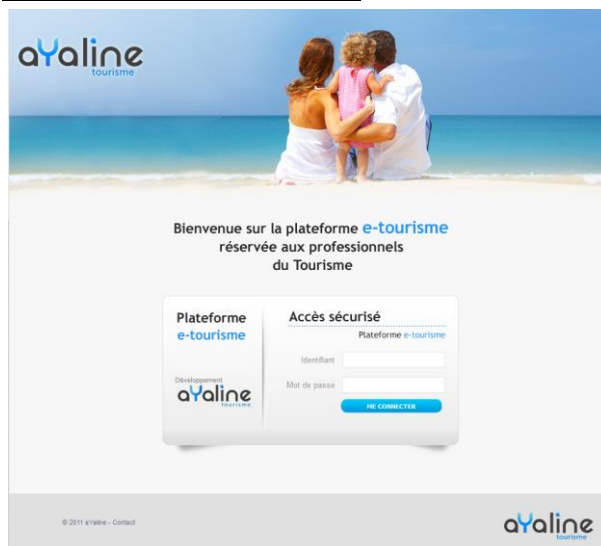 aYaline
tourisme
Bienvenue sur la plateforme e-tourisme
réservée aux professionnels
du Tourisme
Plateforme
e-tourisme
Développement
aYaline
tourisme
Accès sécurisé
Plateforme e-tourisme
Identifiant
Mot de passe
ME CONNECTER
© 2011 aYaline - Contact
aYaline
tourisme